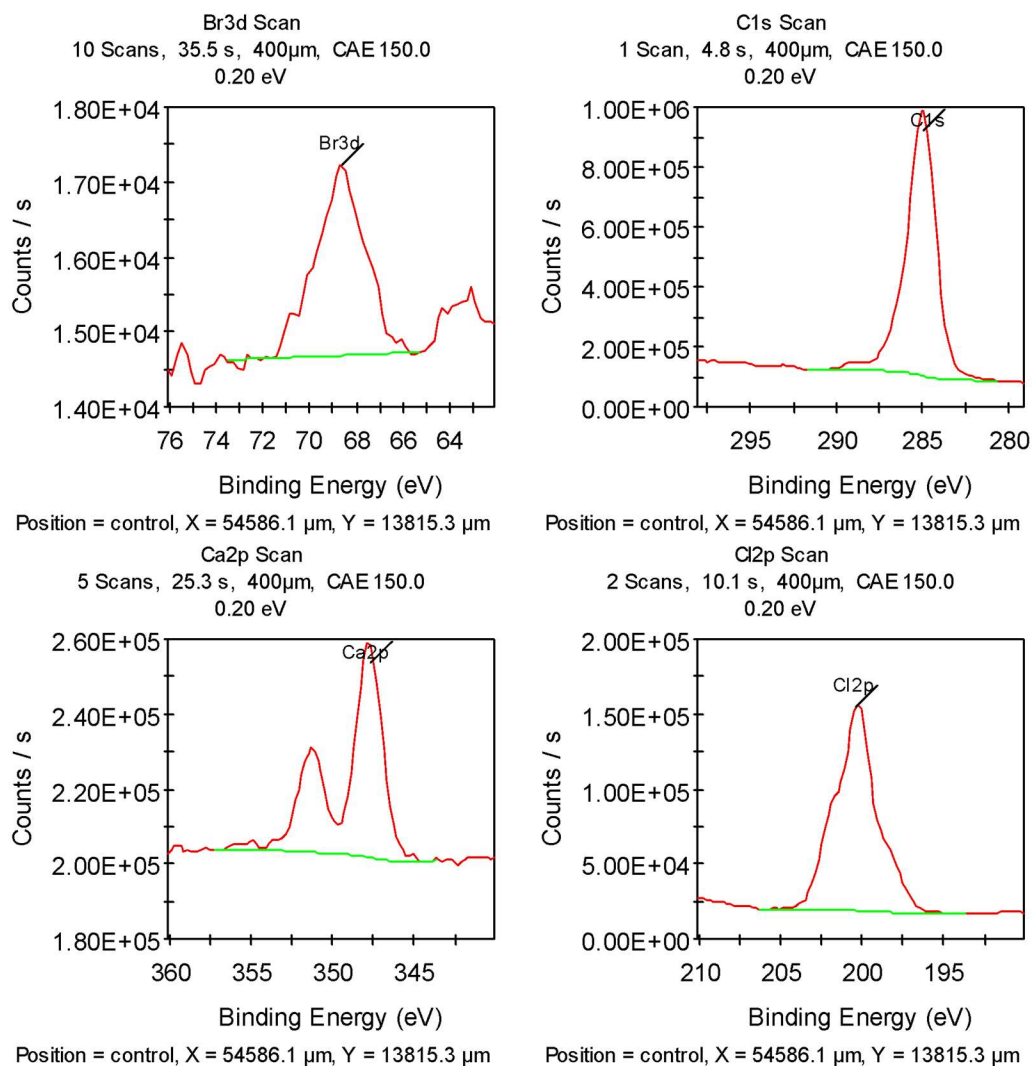 Br3d Scan
10 Scans, 35.5 s, 400µm, CAE 150.0
0.20 eV
1.80E+04
1.70E+04
1.60E+04
1.50E+04
1.40E+04
Counts / s
Br3d
76 74 72 70 68 66 64
Binding Energy (eV)
Position = control, X = 54586.1 µm, Y = 13815.3 µm
C1s Scan
1 Scan, 4.8 s, 400µm, CAE 150.0
0.20 eV
1.00E+06
8.00E+05
6.00E+05
4.00E+05
2.00E+05
0.00E+00
Counts / s
C1s
295 290 285 280
Binding Energy (eV)
Position = control, X = 54586.1 µm, Y = 13815.3 µm
Ca2p Scan
5 Scans, 25.3 s, 400µm, CAE 150.0
0.20 eV
2.60E+05
2.40E+05
2.20E+05
2.00E+05
1.80E+05
Counts / s
Ca2p
360 355 350 345
Binding Energy (eV)
Position = control, X = 54586.1 µm, Y = 13815.3 µm
Cl2p Scan
2 Scans, 10.1 s, 400µm, CAE 150.0
0.20 eV
2.00E+05
1.50E+05
1.00E+05
5.00E+04
0.00E+00
Counts / s
Cl2p
210 205 200 195
Binding Energy (eV)
Position = control, X = 54586.1 µm, Y = 13815.3 µm